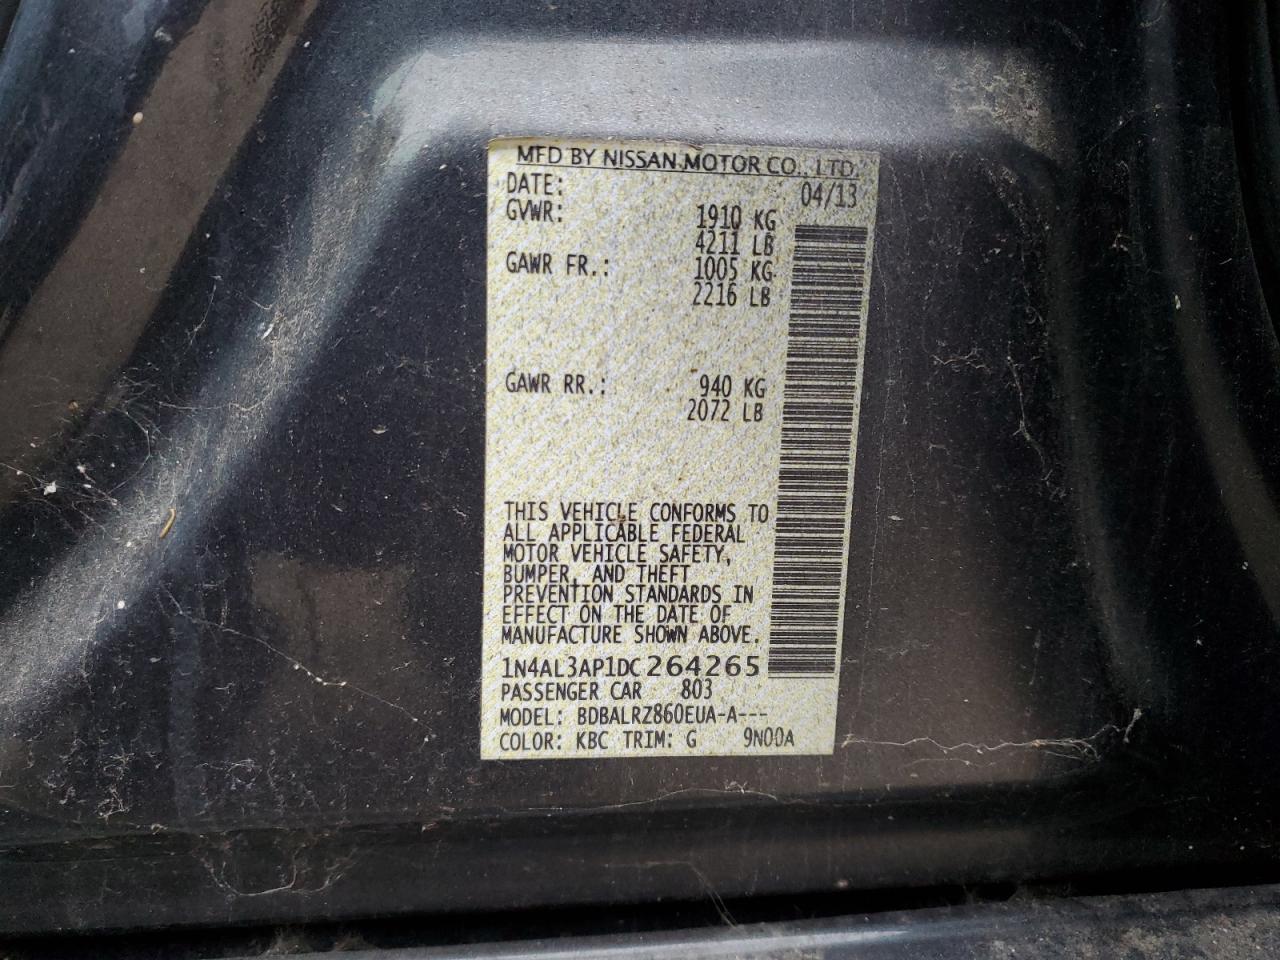 MFD BY NISSAN MOTOR CO., LTD.
DATE: 04/13
GVWR: 1910 KG
4211 LB
GAWR FR.: 1005 KG
2216 LB
GAWR RR.: 940 KG
2072 LB
THIS VEHICLE CONFORMS TO
ALL APPLICABLE FEDERAL
MOTOR VEHICLE SAFETY,
BUMPER, AND THEFT
PREVENTION STANDARDS IN
EFFECT ON THE DATE OF
MANUFACTURE SHOWN ABOVE.
1N4AL3AP1DC264265
PASSENGER CAR 803
MODEL: BDBALRZ860EUA-A---
COLOR: KBC TRIM: G 9N00A